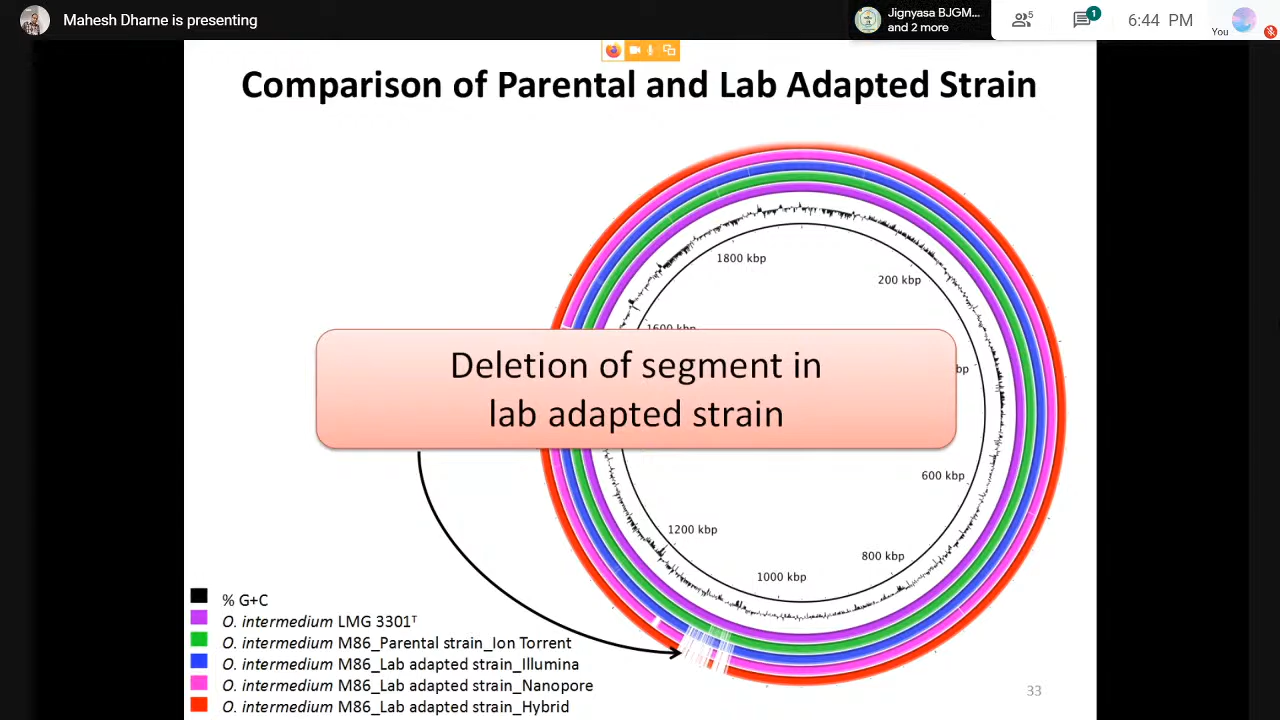 Mahesh Dharne is presenting
Jignyasa BJGM...
and 2 more
5
1
6:44 PM
You
Comparison of Parental and Lab Adapted Strain
1800 kbp
200 kbp
1600 kbp
bp
Deletion of segment in
lab adapted strain
600 kbp
1200 kbp
800 kbp
1000 kbp
% G+C
O. intermedium LMG 3301ᵀ
O. intermedium M86_Parental strain_Ion Torrent
O. intermedium M86_Lab adapted strain_Illumina
O. intermedium M86_Lab adapted strain_Nanopore
O. intermedium M86_Lab adapted strain_Hybrid
33